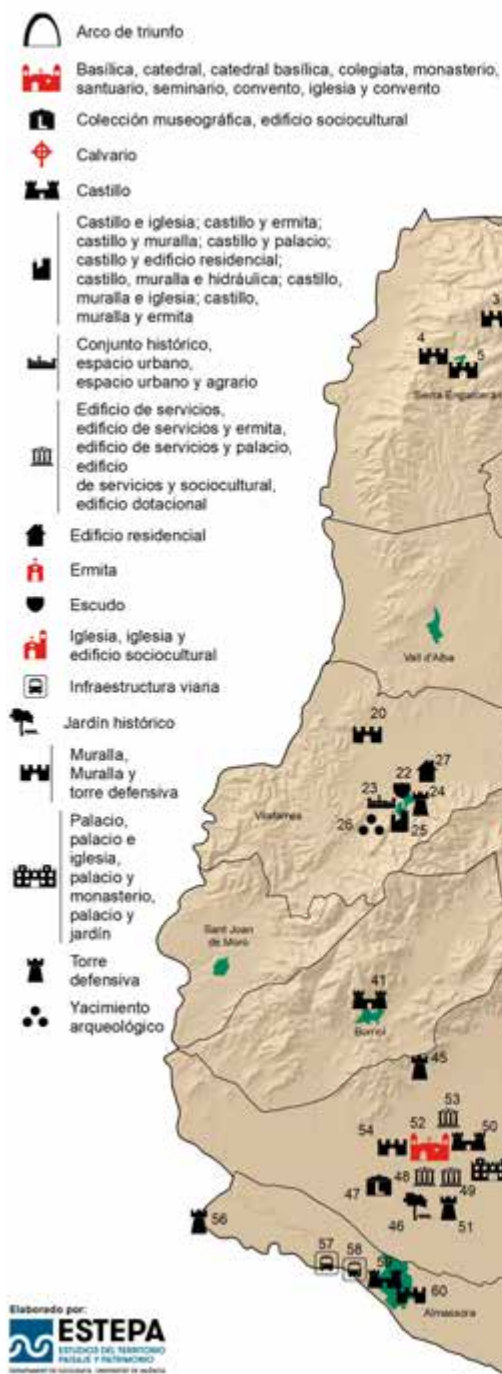 Arco de triunfo
Basílica, catedral, catedral basílica, colegiata, monasterio,
santuario, seminario, convento, iglesia y convento
Colección museográfica, edificio sociocultural
Calvario
Castillo
Castillo e iglesia; castillo y ermita;
castillo y muralla; castillo y palacio;
castillo y edificio residencial;
castillo, muralla e hidráulica; castillo,
muralla e iglesia; castillo,
muralla y ermita
Conjunto histórico,
espacio urbano,
espacio urbano y agrario
Edificio de servicios,
edificio de servicios y ermita,
edificio de servicios y palacio,
edificio
de servicios y sociocultural,
edificio dotacional
Edificio residencial
Ermita
Escudo
Iglesia, iglesia y
edificio sociocultural
Infraestructura viaria
Jardín histórico
Muralla,
Muralla y
torre defensiva
Palacio,
palacio e
iglesia,
palacio y
monasterio,
palacio y
jardín
Torre
defensiva
Yacimiento
arqueológico
3
4
5
Vall d'Alba
20
27
22
24
23
26
25
Vilafamés
Sant Joan
de Moró
41
Borriol
45
53
52
50
54
48
49
47
46
51
56
57
58
59
60
Almassora
Elaborado por:
ESTEPA
ESTUDIOS DEL TERRITORIO
PAISAJE Y PATRIMONIO